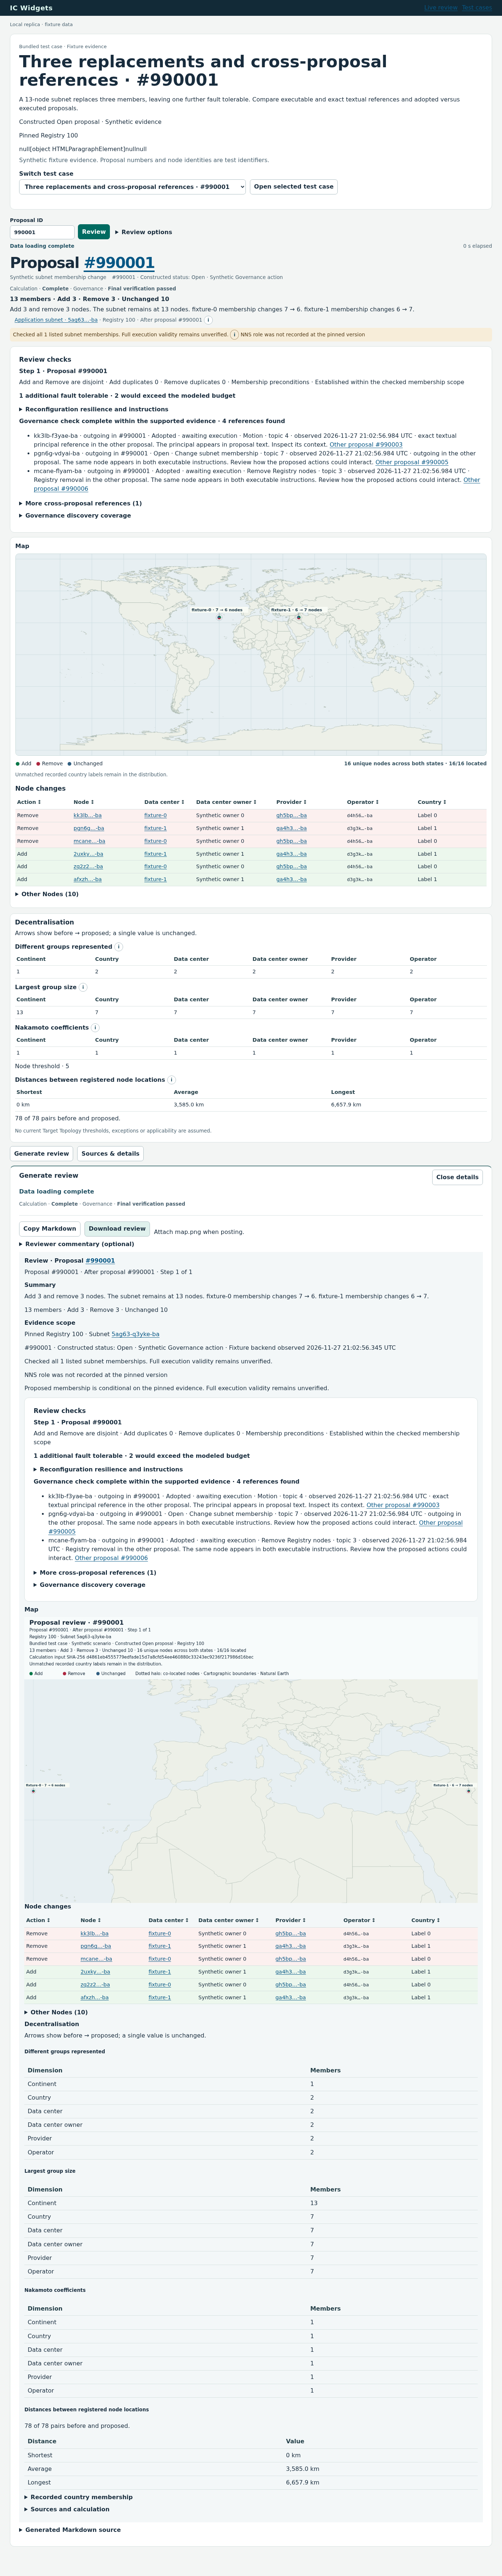 IC Widgets
Live review Test cases
Local replica · fixture data
Bundled test case · Fixture evidence
Three replacements and cross-proposal
references · #990001
A 13-node subnet replaces three members, leaving one further fault tolerable. Compare executable and exact textual references and adopted versus
executed proposals.
Constructed Open proposal · Synthetic evidence
Pinned Registry 100
null[object HTMLParagraphElement]nullnull
Synthetic fixture evidence. Proposal numbers and node identities are test identifiers.
Switch test case
Three replacements and cross-proposal references · #990001
Open selected test case
Proposal ID
990001
Review
▶ Review options
Data loading complete
0 s elapsed
Proposal #990001
Synthetic subnet membership change · #990001 · Constructed status: Open · Synthetic Governance action
Calculation · Complete · Governance · Final verification passed
13 members · Add 3 · Remove 3 · Unchanged 10
Add 3 and remove 3 nodes. The subnet remains at 13 nodes. fixture-0 membership changes 7 → 6. fixture-1 membership changes 6 → 7.
Application subnet · 5ag63…-ba · Registry 100 · After proposal #990001 i
Checked all 1 listed subnet memberships. Full execution validity remains unverified. i NNS role was not recorded at the pinned version
Review checks
Step 1 · Proposal #990001
Add and Remove are disjoint · Add duplicates 0 · Remove duplicates 0 · Membership preconditions · Established within the checked membership scope
1 additional fault tolerable · 2 would exceed the modeled budget
▶ Reconfiguration resilience and instructions
Governance check complete within the supported evidence · 4 references found
• kk3lb-f3yae-ba · outgoing in #990001 · Adopted · awaiting execution · Motion · topic 4 · observed 2026-11-27 21:02:56.984 UTC · exact textual
principal reference in the other proposal. The principal appears in proposal text. Inspect its context. Other proposal #990003
• pgn6g-vdyai-ba · outgoing in #990001 · Open · Change subnet membership · topic 7 · observed 2026-11-27 21:02:56.984 UTC · outgoing in the other
proposal. The same node appears in both executable instructions. Review how the proposed actions could interact. Other proposal #990005
• mcane-flyam-ba · outgoing in #990001 · Adopted · awaiting execution · Remove Registry nodes · topic 3 · observed 2026-11-27 21:02:56.984 UTC ·
Registry removal in the other proposal. The same node appears in both executable instructions. Review how the proposed actions could interact. Other
proposal #990006
▶ More cross-proposal references (1)
▶ Governance discovery coverage
Map
fixture-0 · 7 → 6 nodes
fixture-1 · 6 → 7 nodes
Add Remove Unchanged
16 unique nodes across both states · 16/16 located
Unmatched recorded country labels remain in the distribution.
Node changes
Action ↕ Node ↕ Data center ↕ Data center owner ↕ Provider ↕ Operator ↕ Country ↕
Remove kk3lb…-ba fixture-0 Synthetic owner 0 gh5bp…-ba d4h56…-ba Label 0
Remove pgn6g…-ba fixture-1 Synthetic owner 1 ga4h3…-ba d3g3k…-ba Label 1
Remove mcane…-ba fixture-0 Synthetic owner 0 gh5bp…-ba d4h56…-ba Label 0
Add 2uxky…-ba fixture-1 Synthetic owner 1 ga4h3…-ba d3g3k…-ba Label 1
Add zq2z2…-ba fixture-0 Synthetic owner 0 gh5bp…-ba d4h56…-ba Label 0
Add afxzh…-ba fixture-1 Synthetic owner 1 ga4h3…-ba d3g3k…-ba Label 1
▶ Other Nodes (10)
Decentralisation
Arrows show before → proposed; a single value is unchanged.
Different groups represented i
Continent Country Data center Data center owner Provider Operator
1 2 2 2 2 2
Largest group size i
Continent Country Data center Data center owner Provider Operator
13 7 7 7 7 7
Nakamoto coefficients i
Continent Country Data center Data center owner Provider Operator
1 1 1 1 1 1
Node threshold · 5
Distances between registered node locations i
Shortest Average Longest
0 km 3,585.0 km 6,657.9 km
78 of 78 pairs before and proposed.
No current Target Topology thresholds, exceptions or applicability are assumed.
Generate review
Sources & details
Generate review
Close details
Data loading complete
Calculation · Complete · Governance · Final verification passed
Copy Markdown
Download review
Attach map.png when posting.
▶ Reviewer commentary (optional)
Review · Proposal #990001
Proposal #990001 · After proposal #990001 · Step 1 of 1
Summary
Add 3 and remove 3 nodes. The subnet remains at 13 nodes. fixture-0 membership changes 7 → 6. fixture-1 membership changes 6 → 7.
13 members · Add 3 · Remove 3 · Unchanged 10
Evidence scope
Pinned Registry 100 · Subnet 5ag63-q3yke-ba
#990001 · Constructed status: Open · Synthetic Governance action · Fixture backend observed 2026-11-27 21:02:56.345 UTC
Checked all 1 listed subnet memberships. Full execution validity remains unverified.
NNS role was not recorded at the pinned version
Proposed membership is conditional on the pinned evidence. Full execution validity remains unverified.
Review checks
Step 1 · Proposal #990001
Add and Remove are disjoint · Add duplicates 0 · Remove duplicates 0 · Membership preconditions · Established within the checked membership
scope
1 additional fault tolerable · 2 would exceed the modeled budget
▶ Reconfiguration resilience and instructions
Governance check complete within the supported evidence · 4 references found
• kk3lb-f3yae-ba · outgoing in #990001 · Adopted · awaiting execution · Motion · topic 4 · observed 2026-11-27 21:02:56.984 UTC · exact
textual principal reference in the other proposal. The principal appears in proposal text. Inspect its context. Other proposal #990003
• pgn6g-vdyai-ba · outgoing in #990001 · Open · Change subnet membership · topic 7 · observed 2026-11-27 21:02:56.984 UTC · outgoing in
the other proposal. The same node appears in both executable instructions. Review how the proposed actions could interact. Other proposal
#990005
• mcane-flyam-ba · outgoing in #990001 · Adopted · awaiting execution · Remove Registry nodes · topic 3 · observed 2026-11-27 21:02:56.984
UTC · Registry removal in the other proposal. The same node appears in both executable instructions. Review how the proposed actions could
interact. Other proposal #990006
▶ More cross-proposal references (1)
▶ Governance discovery coverage
Map
Proposal review · #990001
Proposal #990001 · After proposal #990001 · Step 1 of 1
Registry 100 · Subnet 5ag63-q3yke-ba
Bundled test case · Synthetic scenario · Constructed Open proposal · Registry 100
13 members · Add 3 · Remove 3 · Unchanged 10 · 16 unique nodes across both states · 16/16 located
Calculation input SHA-256
Unmatched recorded country labels remain in the distribution.
Add Remove Unchanged Dotted halo: co-located nodes · Cartographic boundaries · Natural Earth
fixture-0 · 7 → 6 nodes
fixture-1 · 6 → 7 nodes
Node changes
Action ↕ Node ↕ Data center ↕ Data center owner ↕ Provider ↕ Operator ↕ Country ↕
Remove kk3lb…-ba fixture-0 Synthetic owner 0 gh5bp…-ba d4h56…-ba Label 0
Remove pgn6g…-ba fixture-1 Synthetic owner 1 ga4h3…-ba d3g3k…-ba Label 1
Remove mcane…-ba fixture-0 Synthetic owner 0 gh5bp…-ba d4h56…-ba Label 0
Add 2uxky…-ba fixture-1 Synthetic owner 1 ga4h3…-ba d3g3k…-ba Label 1
Add zq2z2…-ba fixture-0 Synthetic owner 0 gh5bp…-ba d4h56…-ba Label 0
Add afxzh…-ba fixture-1 Synthetic owner 1 ga4h3…-ba d3g3k…-ba Label 1
▶ Other Nodes (10)
Decentralisation
Arrows show before → proposed; a single value is unchanged.
Different groups represented
Dimension Members
Continent 1
Country 2
Data center 2
Data center owner 2
Provider 2
Operator 2
Largest group size
Dimension Members
Continent 13
Country 7
Data center 7
Data center owner 7
Provider 7
Operator 7
Nakamoto coefficients
Dimension Members
Continent 1
Country 1
Data center 1
Data center owner 1
Provider 1
Operator 1
Distances between registered node locations
78 of 78 pairs before and proposed.
Distance Value
Shortest 0 km
Average 3,585.0 km
Longest 6,657.9 km
▶ Recorded country membership
▶ Sources and calculation
▶ Generated Markdown source